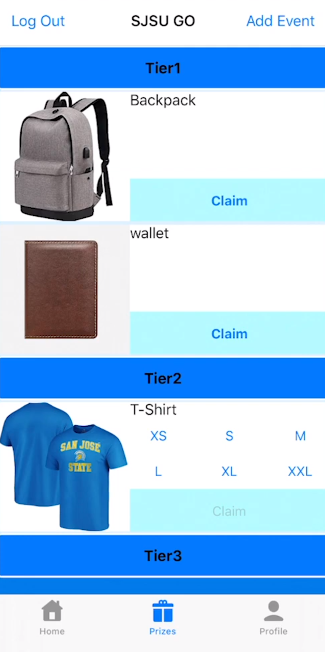 Log Out SJSU GO Add Event
Tier1
Backpack
Claim
wallet
Claim
Tier2
T-Shirt
SAN JOSÉ
STATE
XS S M
L XL XXL
Claim
Tier3
Home Prizes Profile